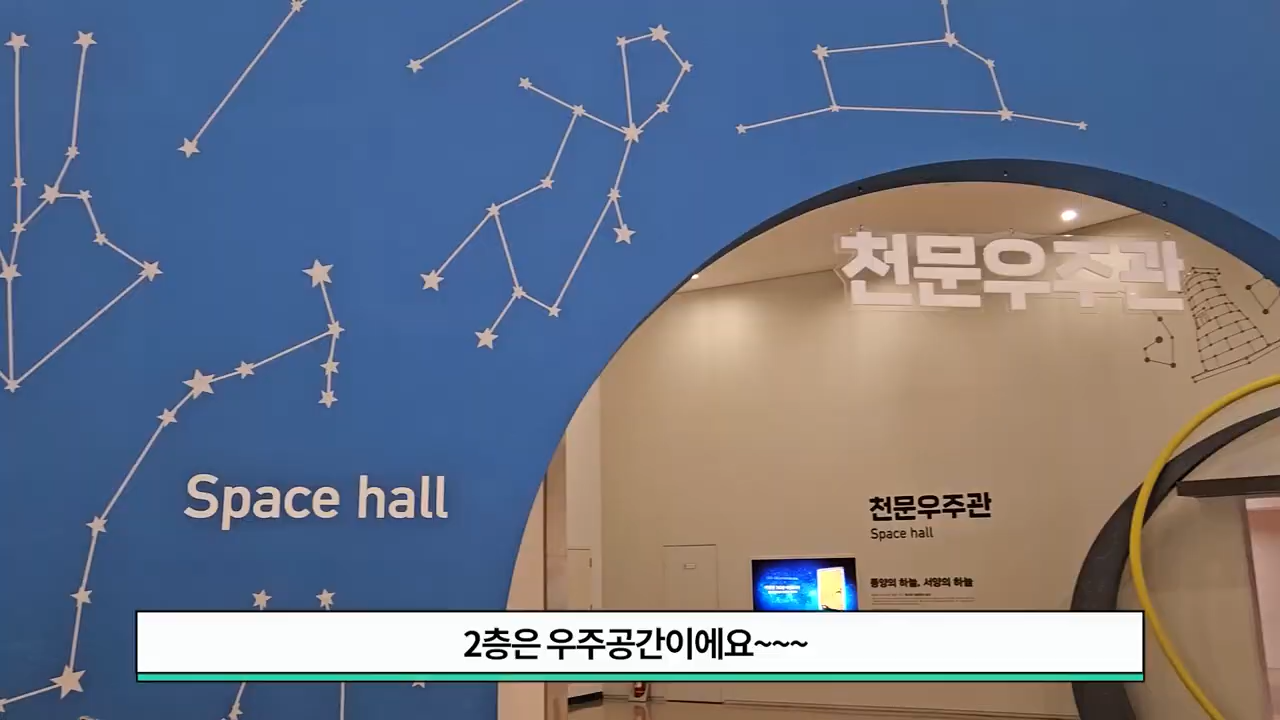 천문우주관
Space hall
천문우주관
Space hall
동양의 하늘, 서양의 하늘
2층은 우주공간이에요~~~